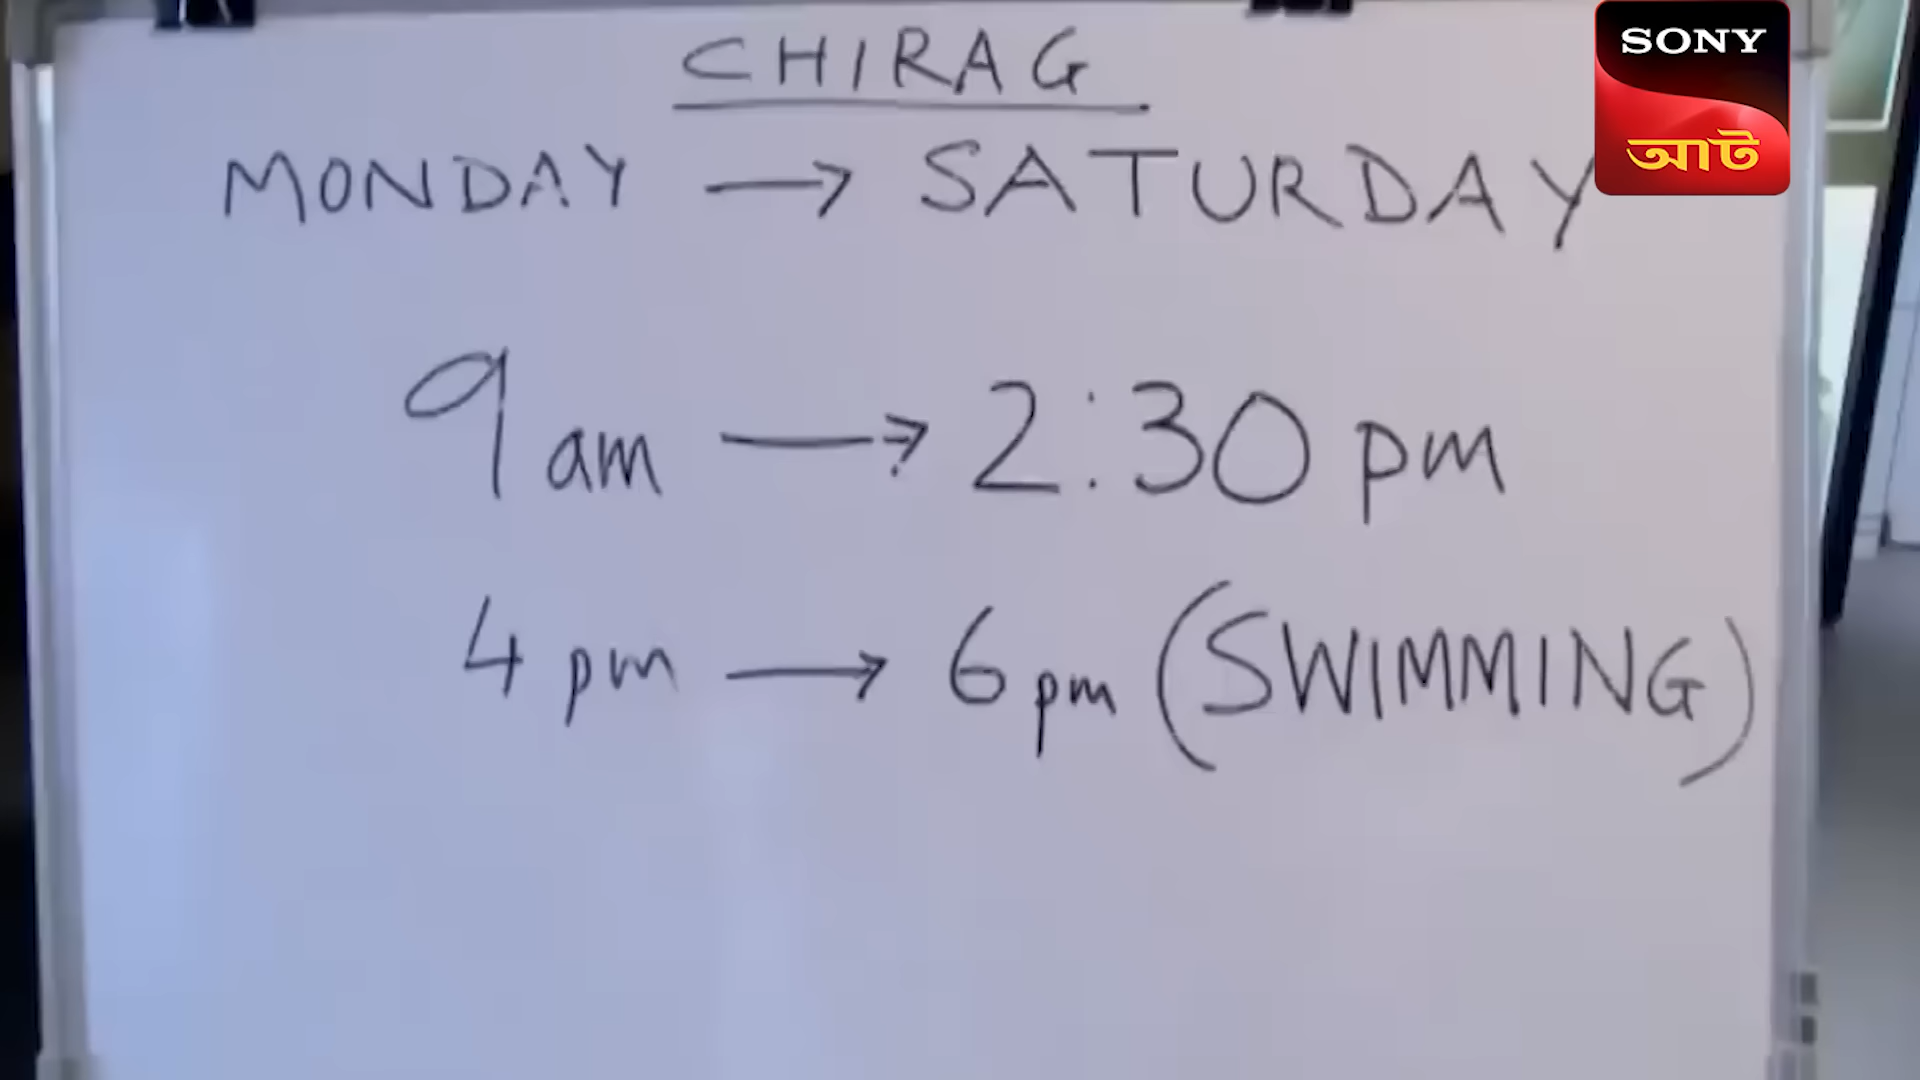 CHIRAG
MONDAY → SATURDAY
9 am → 2:30 pm
4 pm → 6 pm (SWIMMING)
SONY
আট